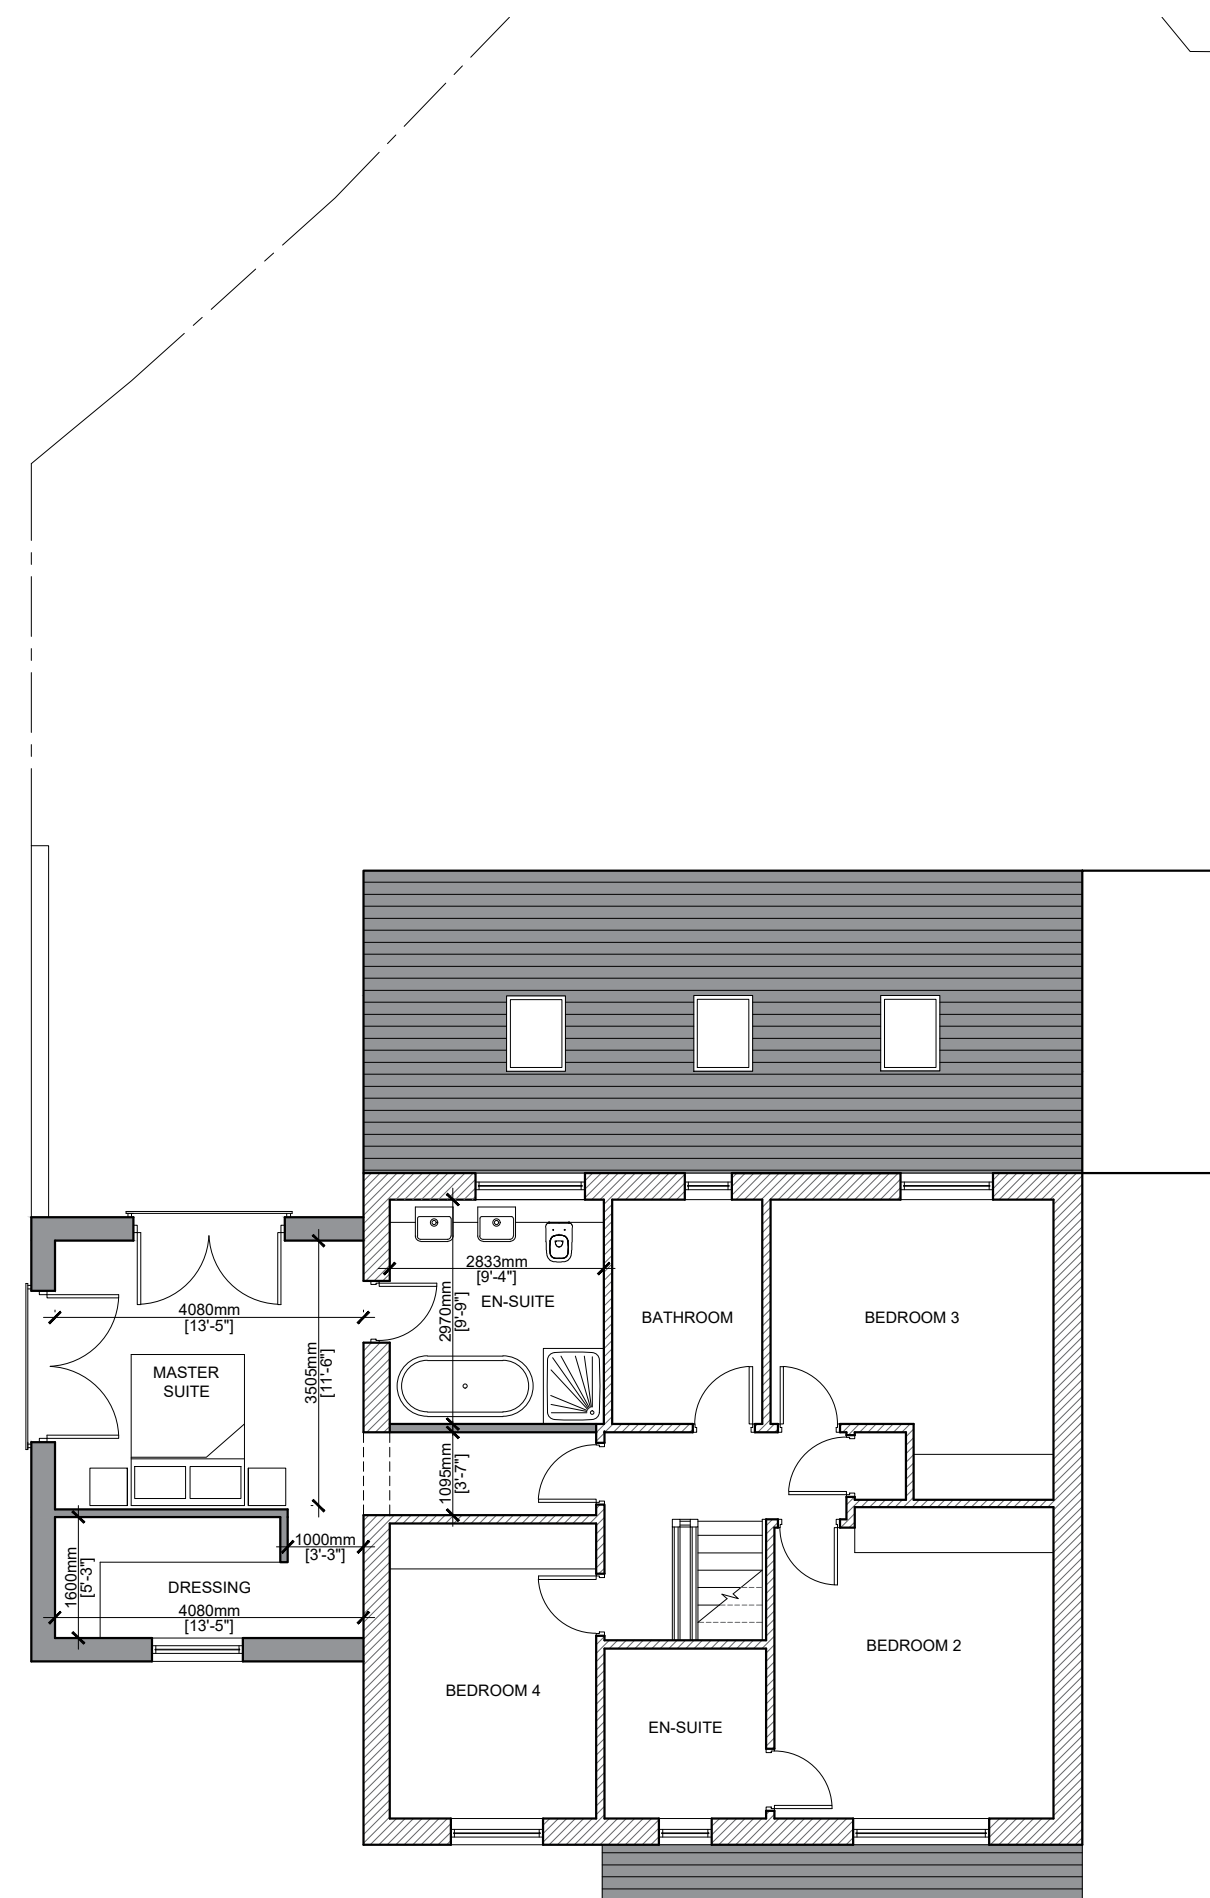 2833mm
[9'-4"]
EN-SUITE
2970mm
[9'-9"]
BATHROOM
BEDROOM 3
4080mm
[13'-5"]
3505mm
[11'-6"]
MASTER
SUITE
1095mm
[3'-7"]
1000mm
[3'-3"]
1600mm
[5'-3"]
DRESSING
4080mm
[13'-5"]
BEDROOM 2
BEDROOM 4
EN-SUITE